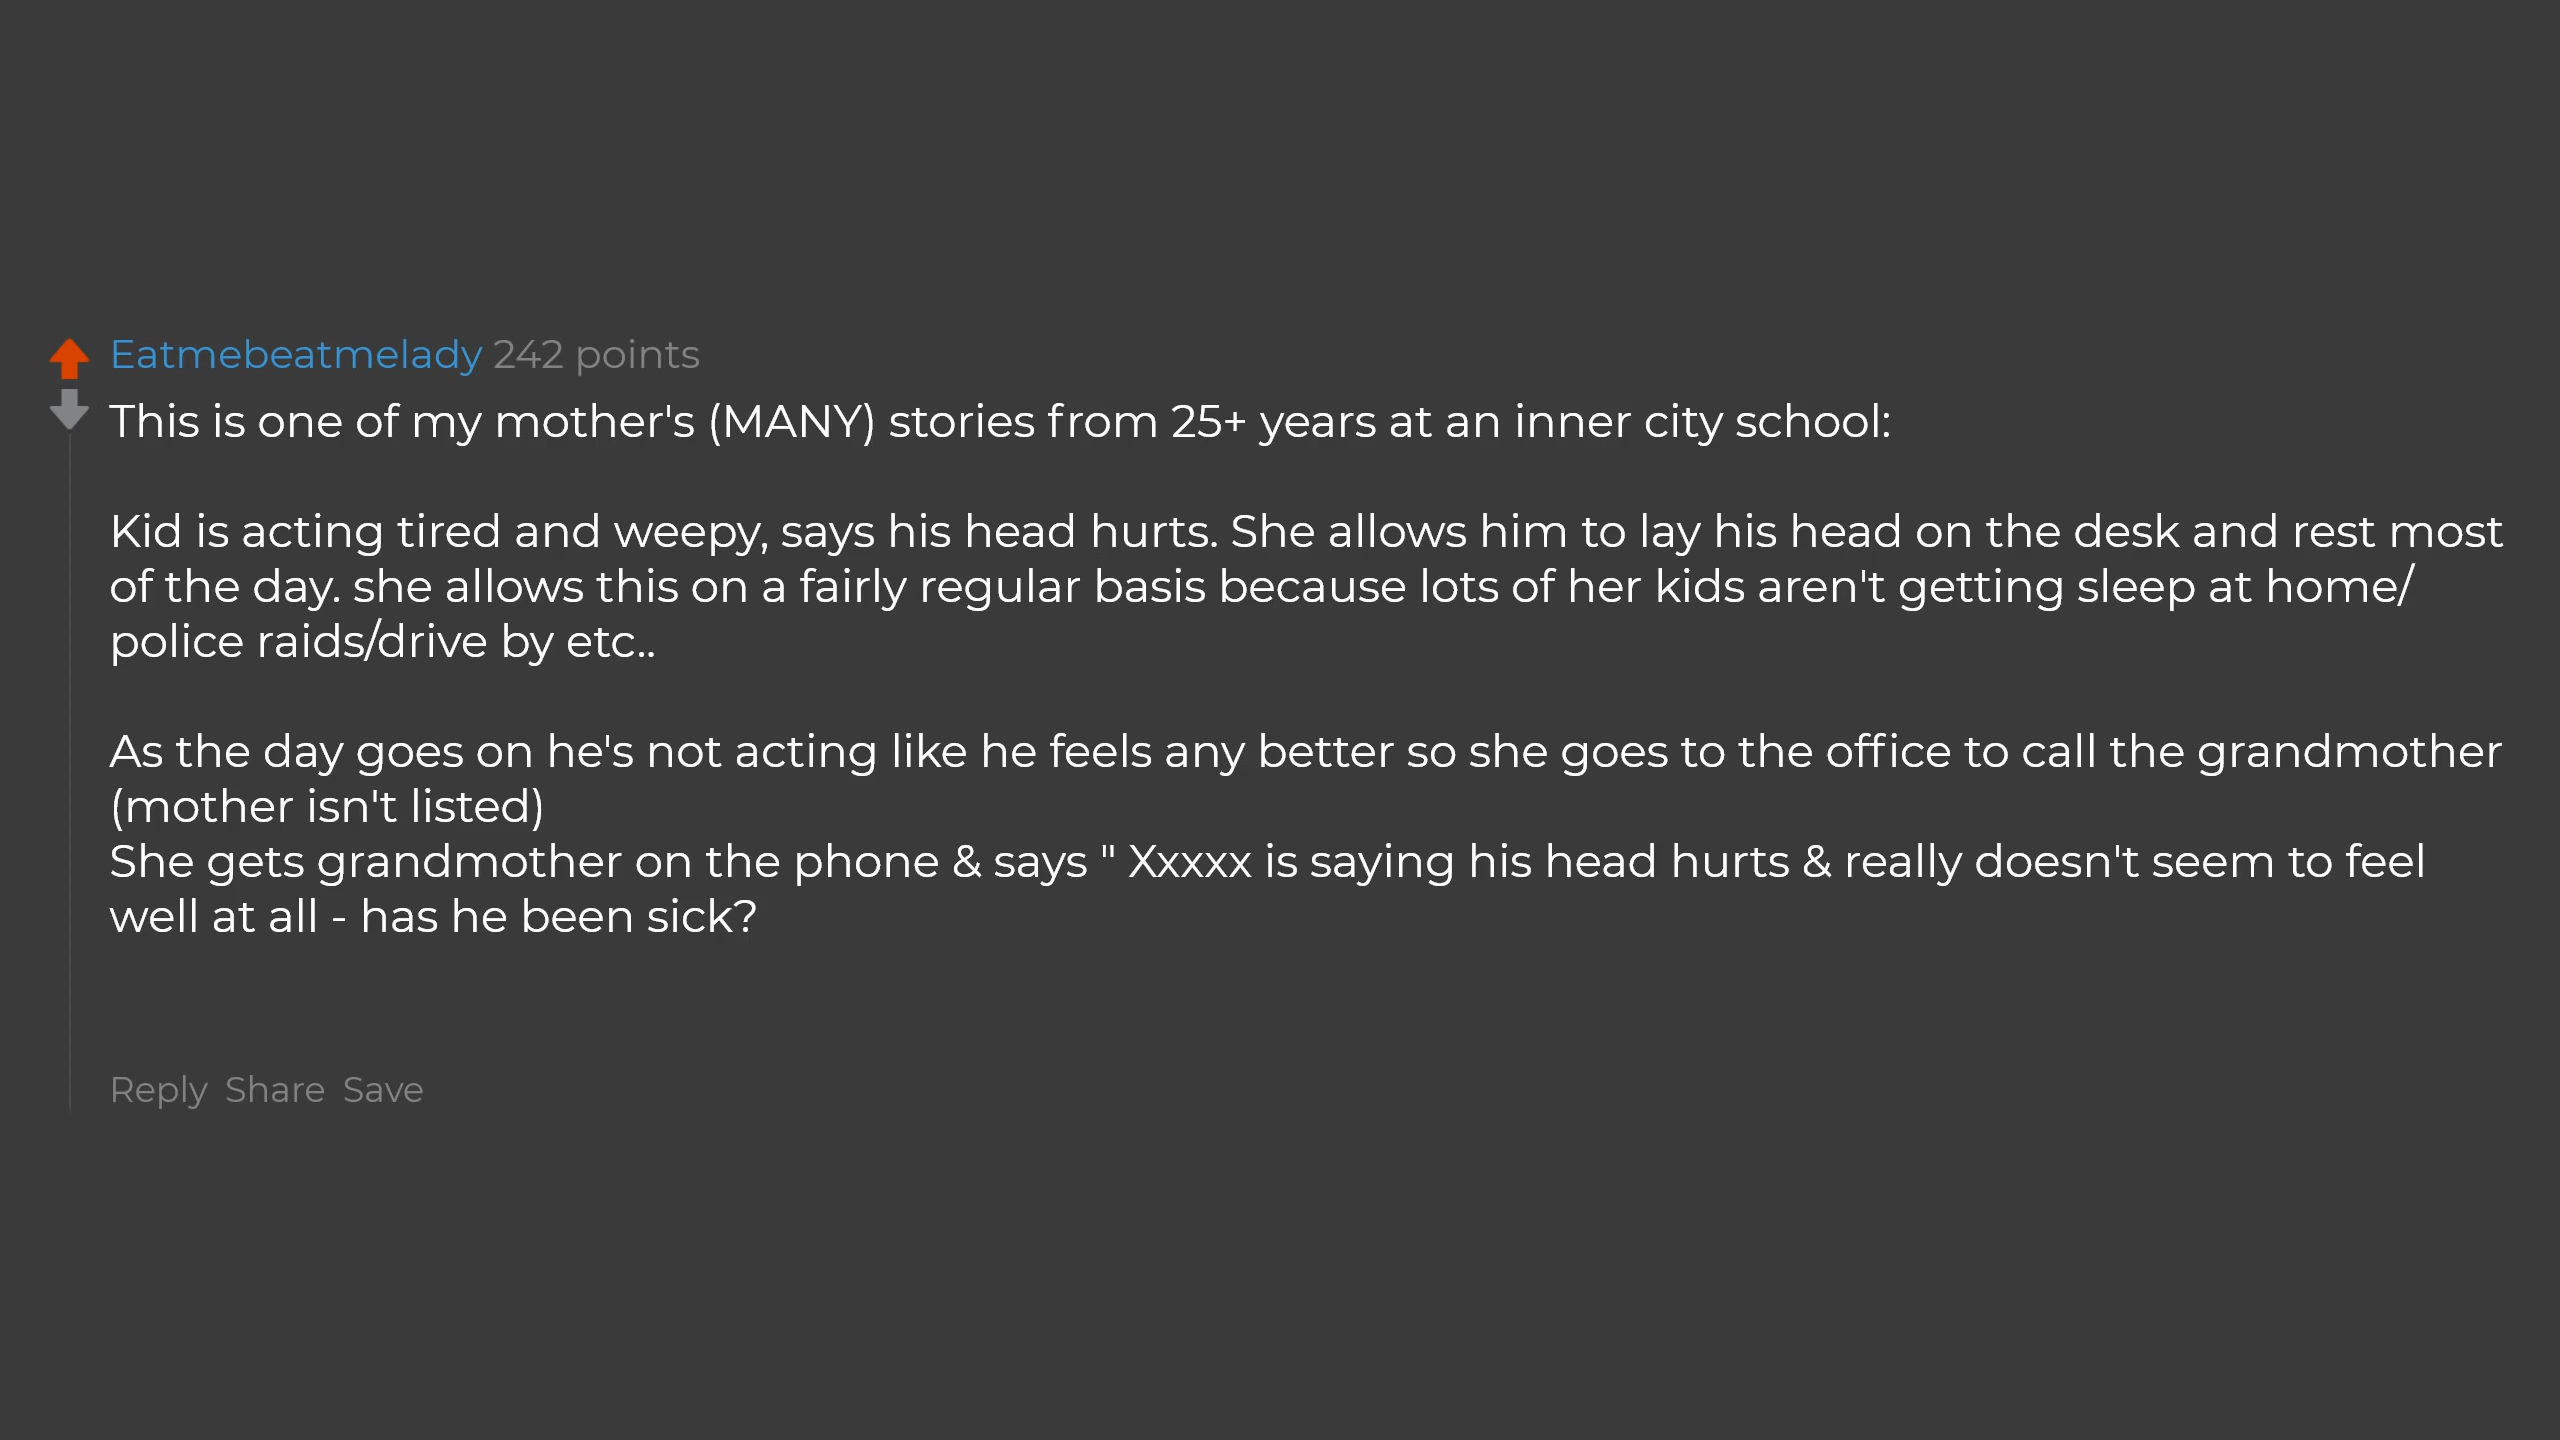 Eatmebeatmelady 242 points
This is one of my mother's (MANY) stories from 25+ years at an inner city school:
Kid is acting tired and weepy, says his head hurts. She allows him to lay his head on the desk and rest most
of the day. she allows this on a fairly regular basis because lots of her kids aren't getting sleep at home/
police raids/drive by etc..
As the day goes on he's not acting like he feels any better so she goes to the office to call the grandmother
(mother isn't listed)
She gets grandmother on the phone & says " Xxxxx is saying his head hurts & really doesn't seem to feel
well at all - has he been sick?
Reply Share Save